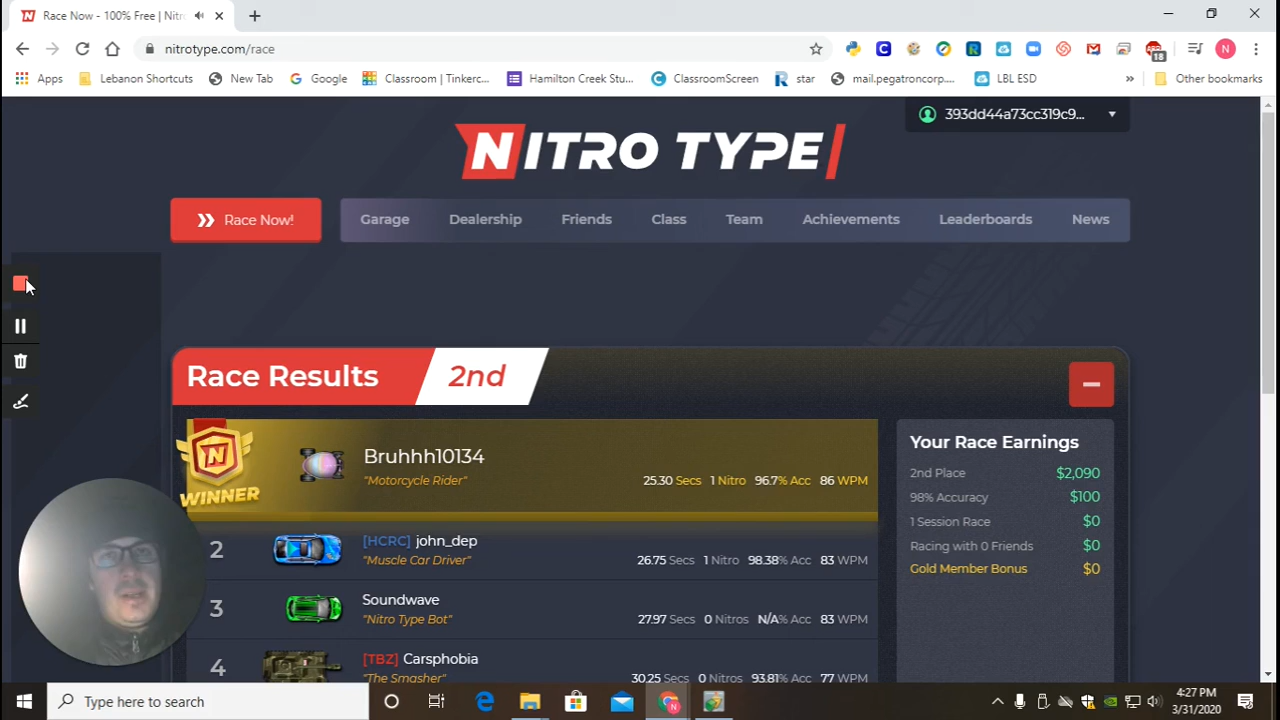 Race Now - 100% Free | Nitro
nitrotype.com/race
18
N
Apps
Lebanon Shortcuts
New Tab
Google
Classroom | Tinkerc...
Hamilton Creek Stu...
ClassroomScreen
star
mail.pegatroncorp....
LBL ESD
»
Other bookmarks
393dd44a73cc319c9...
NITRO TYPE
Race Now!
Garage
Dealership
Friends
Class
Team
Achievements
Leaderboards
News
Race Results
2nd
N
WINNER
Bruhhh10134
"Motorcycle Rider"
25.30 Secs 1 Nitro 96.7% Acc 86 WPM
2
[HCRC] john_dep
"Muscle Car Driver"
26.75 Secs 1 Nitro 98.38% Acc 83 WPM
3
Soundwave
"Nitro Type Bot"
27.97 Secs 0 Nitros N/A% Acc 83 WPM
4
[TBZ] Carsphobia
"The Smasher"
30.25 Secs 0 Nitros 93.81% Acc 77 WPM
Your Race Earnings
2nd Place $2,090
98% Accuracy $100
1 Session Race $0
Racing with 0 Friends $0
Gold Member Bonus $0
Type here to search
4:27 PM
3/31/2020